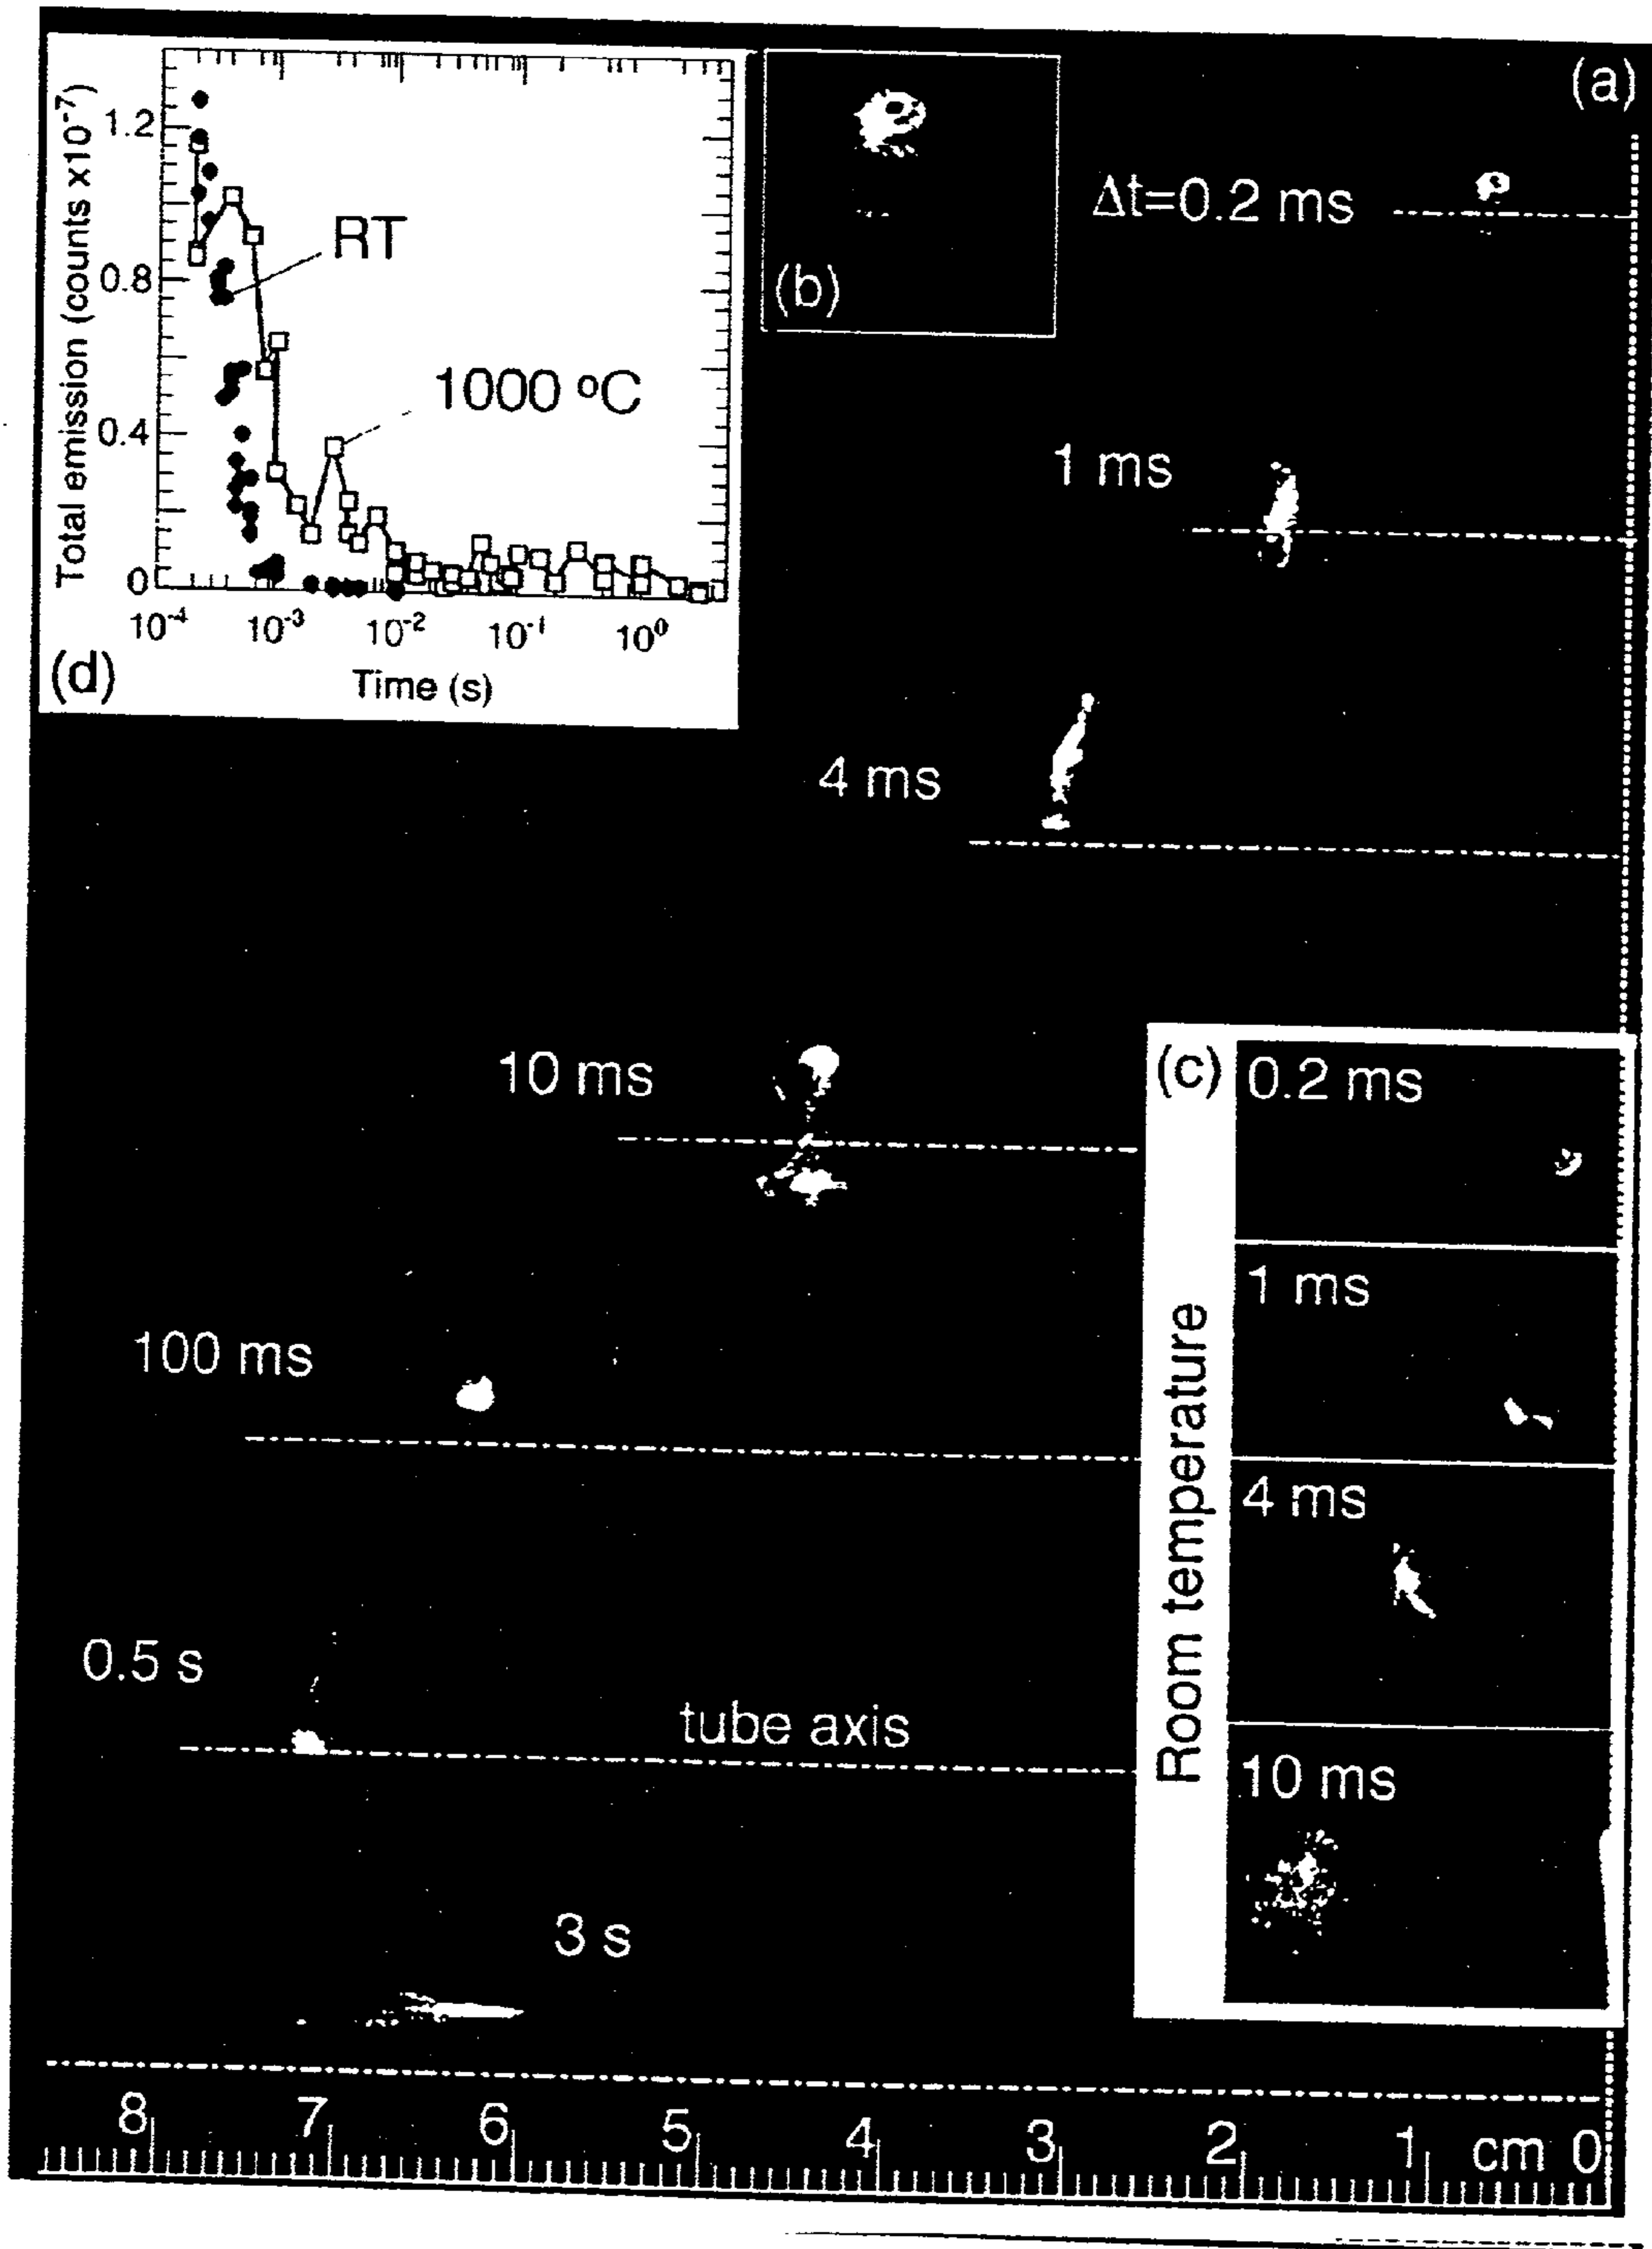 (a)
Δt=0.2 ms
1 ms
4 ms
10 ms
100 ms
0.5 s
tube axis
3 s
8 7 6 5 4 3 2 1 cm 0
(b)
(c)
Room temperature
0.2 ms
1 ms
4 ms
10 ms
(d)
Total emission (counts x10⁻⁷)
1.2
0.8
0.4
0
RT
1000 ºC
10⁻⁴ 10⁻³ 10⁻² 10⁻¹ 10⁰
Time (s)